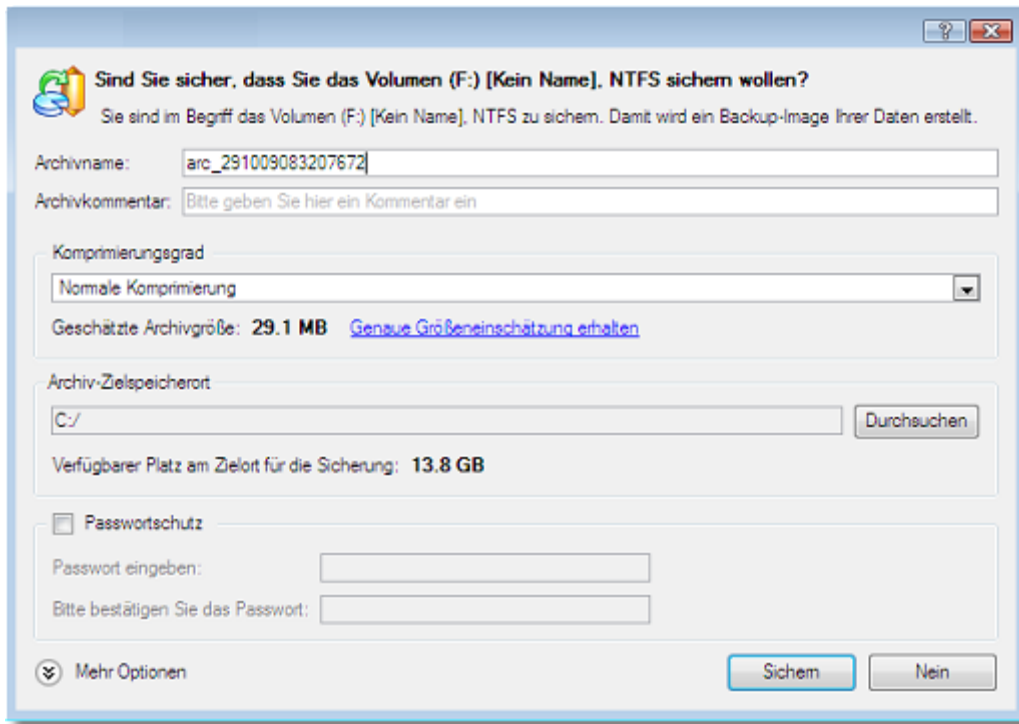 Sind Sie sicher, dass Sie das Volumen (F:) [Kein Name], NTFS sichern wollen?
Sie sind im Begriff das Volumen (F:) [Kein Name], NTFS zu sichern. Damit wird ein Backup-Image Ihrer Daten erstellt.
Archivname: arc_291009083207672
Archivkommentar: Bitte geben Sie hier ein Kommentar ein
Komprimierungsgrad
Normale Komprimierung
Geschätzte Archivgröße: 29.1 MB Genaue Größeneinschätzung erhalten
Archiv-Zielspeicherort
C:/ Durchsuchen
Verfügbarer Platz am Zielort für die Sicherung: 13.8 GB
Passwortschutz
Passwort eingeben:
Bitte bestätigen Sie das Passwort:
Mehr Optionen Sichern Nein